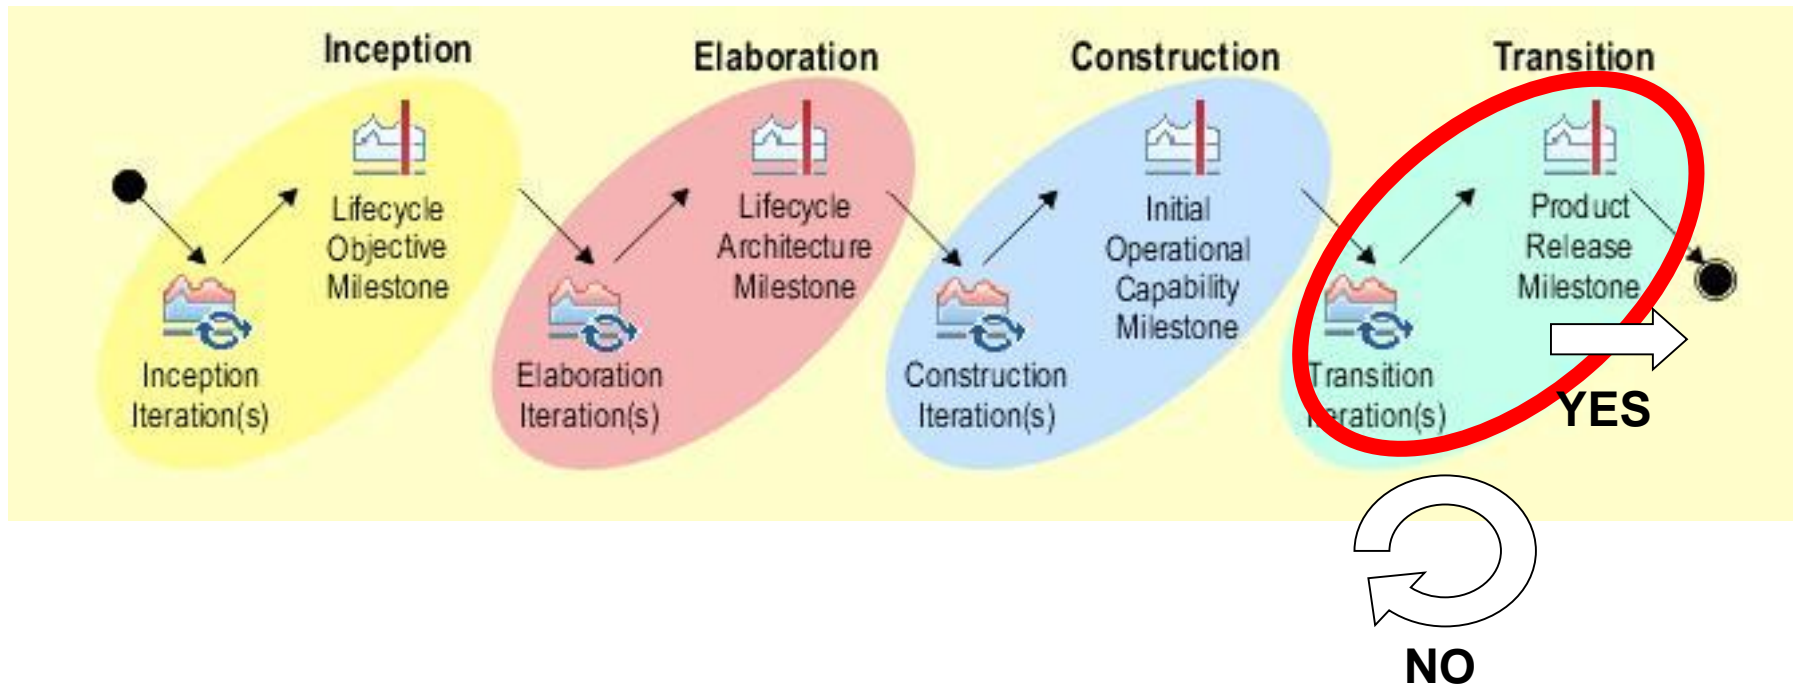 Inception
Lifecycle
Objective
Milestone
Inception
Iteration(s)
Elaboration
Lifecycle
Architecture
Milestone
Elaboration
Iteration(s)
Construction
Initial
Operational
Capability
Milestone
Construction
Iteration(s)
Transition
Product
Release
Milestone
Transition
Iteration(s)
YES
NO